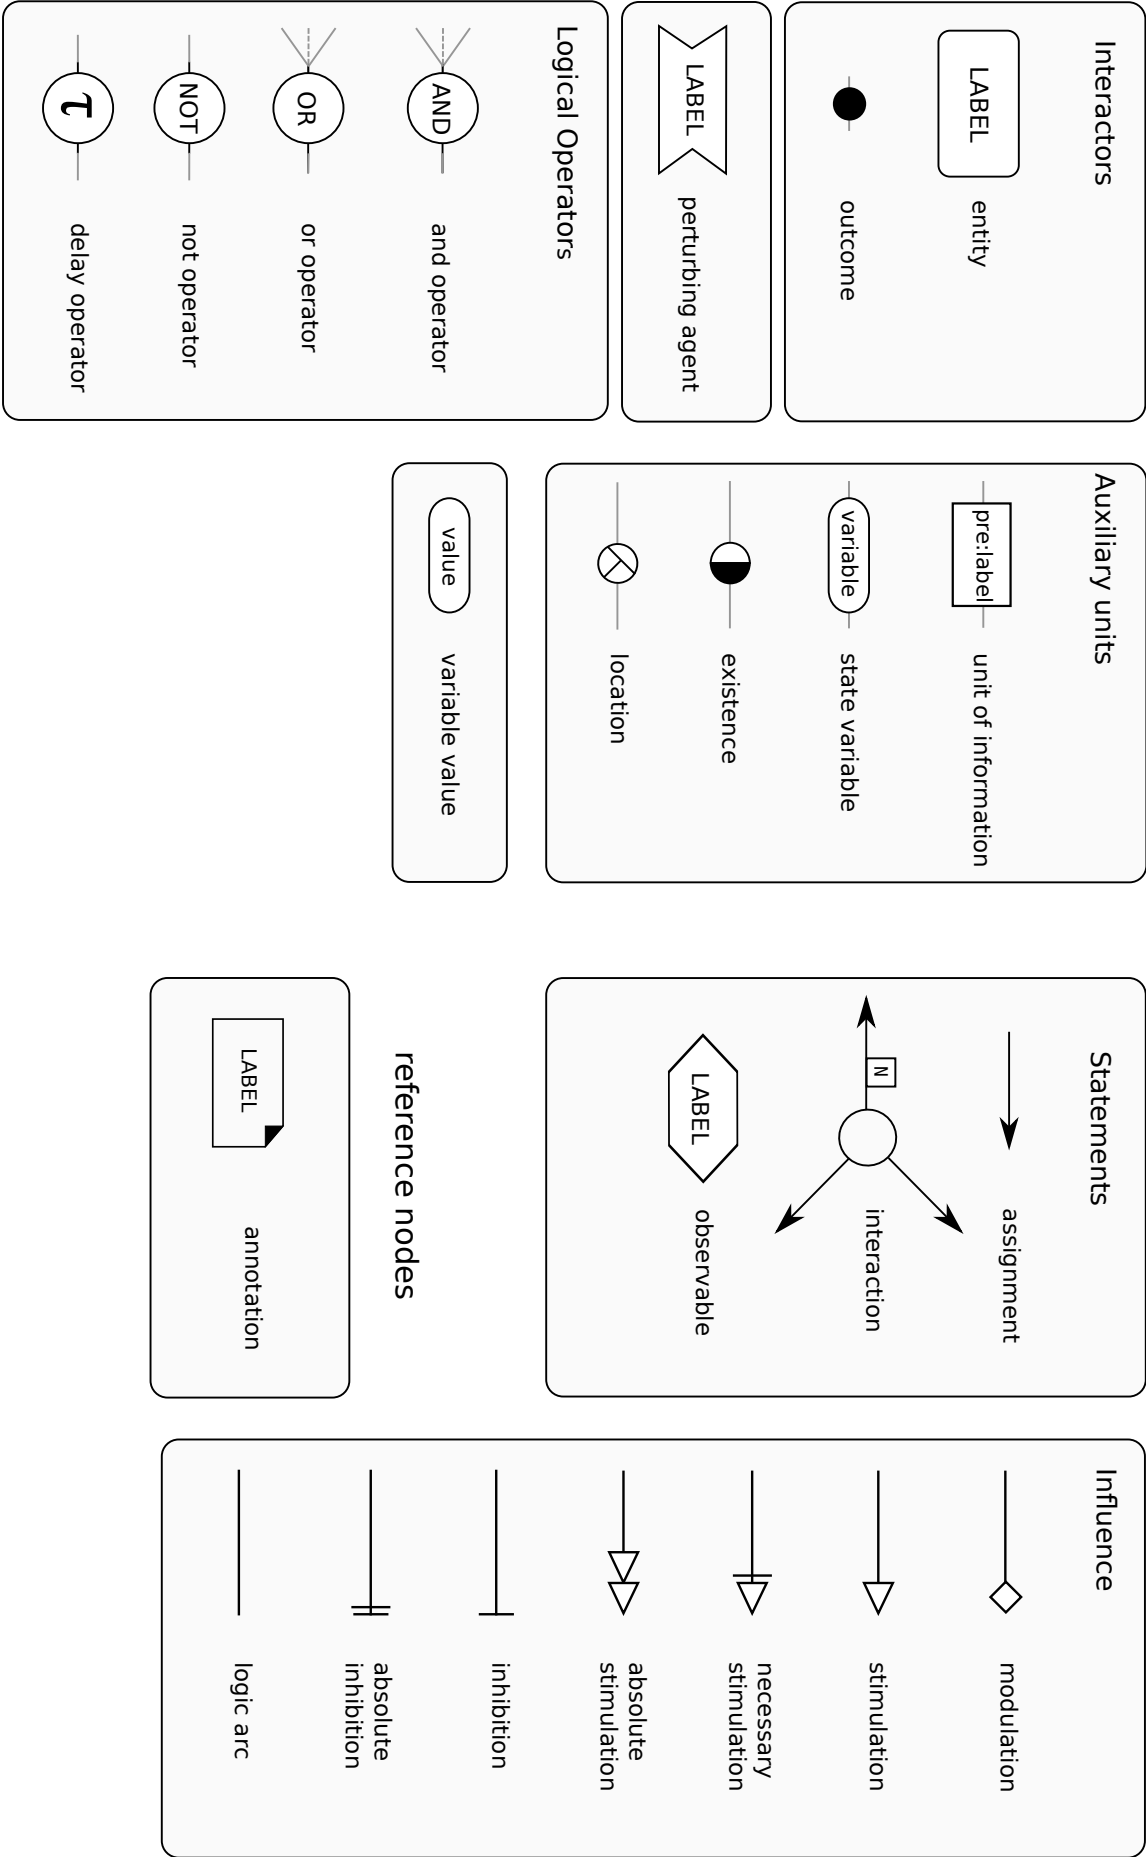 Interactors
LABEL
entity
outcome
LABEL
perturbing agent
Logical Operators
AND
and operator
OR
or operator
NOT
not operator
τ
delay operator
Auxiliary units
pre:label
unit of information
variable
state variable
existence
location
value
variable value
Statements
assignment
N
interaction
LABEL
observable
reference nodes
LABEL
annotation
Influence
modulation
stimulation
necessary
stimulation
absolute
stimulation
inhibition
absolute
inhibition
logic arc